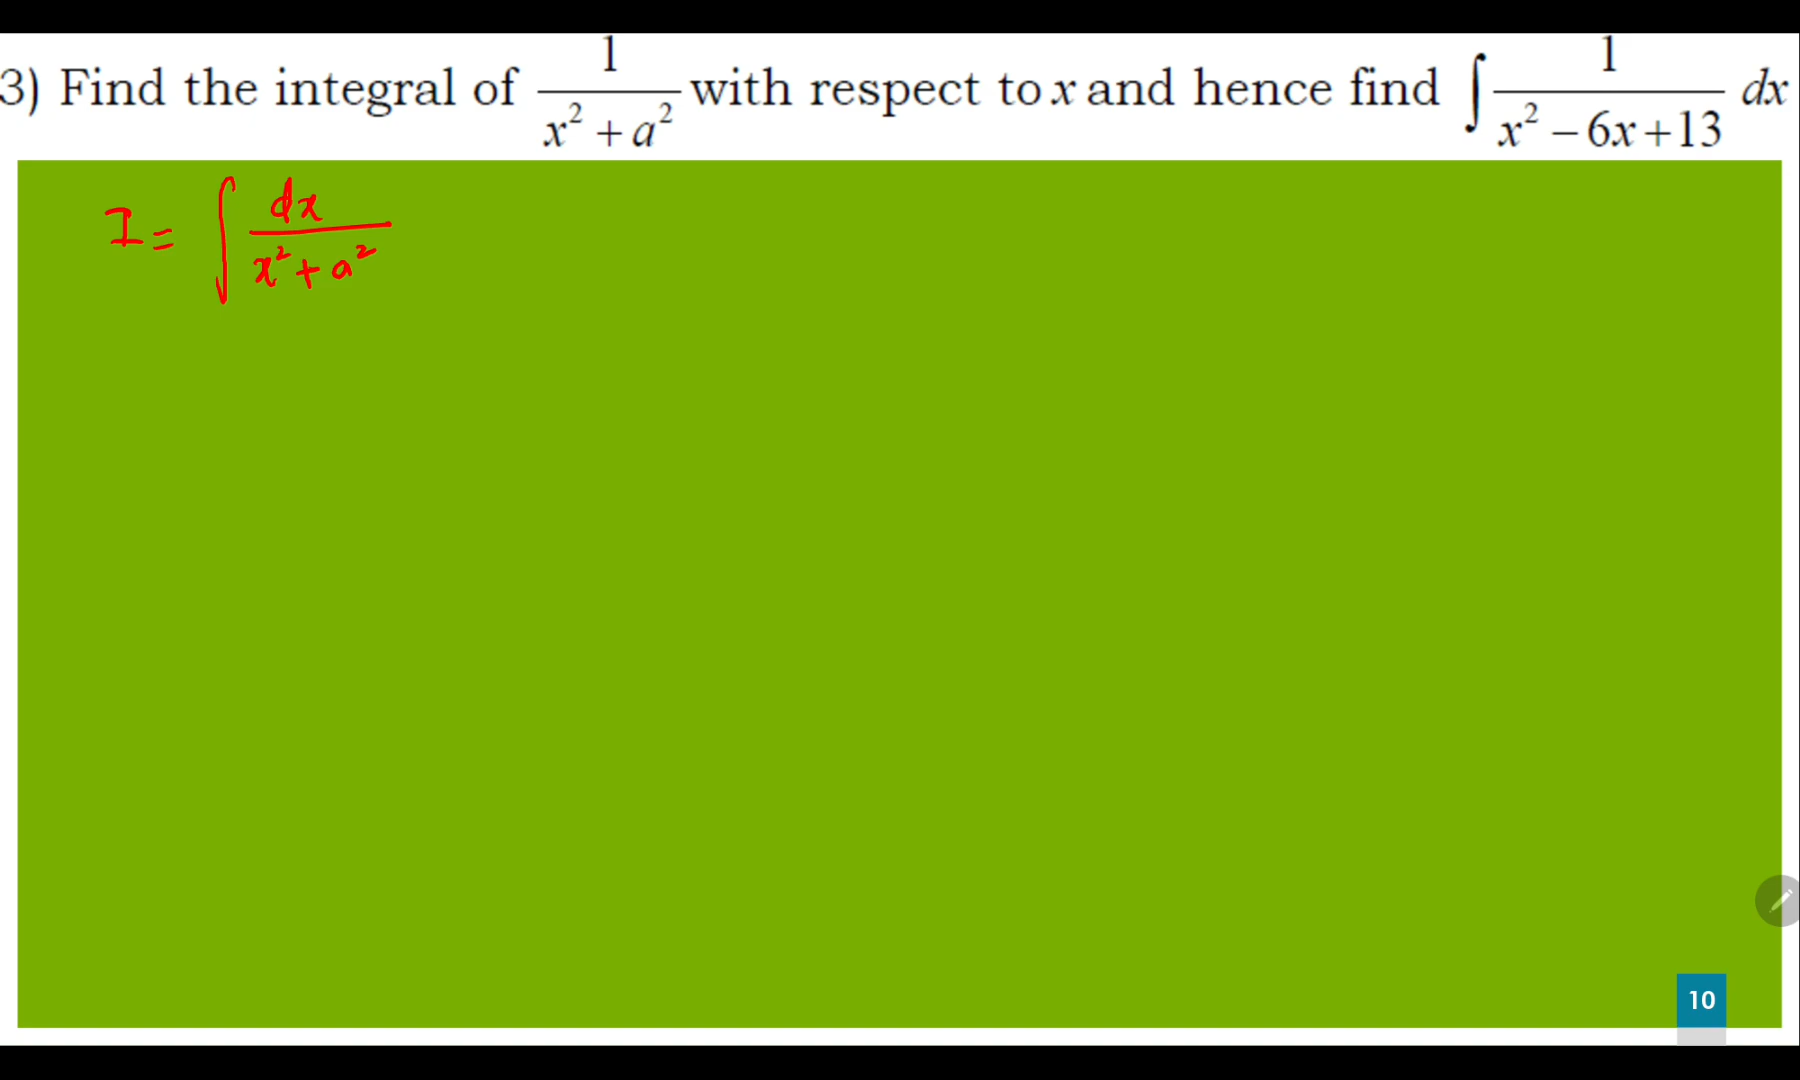 3) Find the integral of 1/(x² + a²) with respect to x and hence find ∫ 1/(x² − 6x + 13) dx
I = ∫ dx/(x² + a²)
10